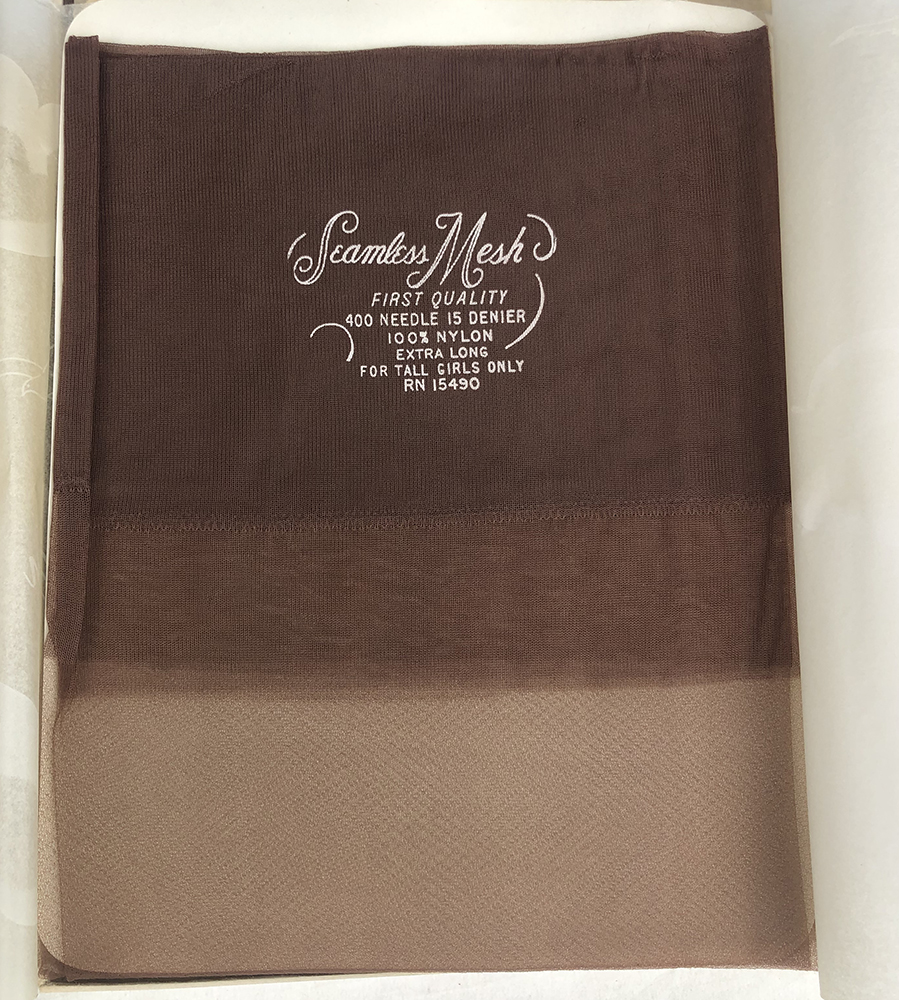 Seamless Mesh
FIRST QUALITY
400 NEEDLE 15 DENIER
100% NYLON
EXTRA LONG
FOR TALL GIRLS ONLY
RN 15490